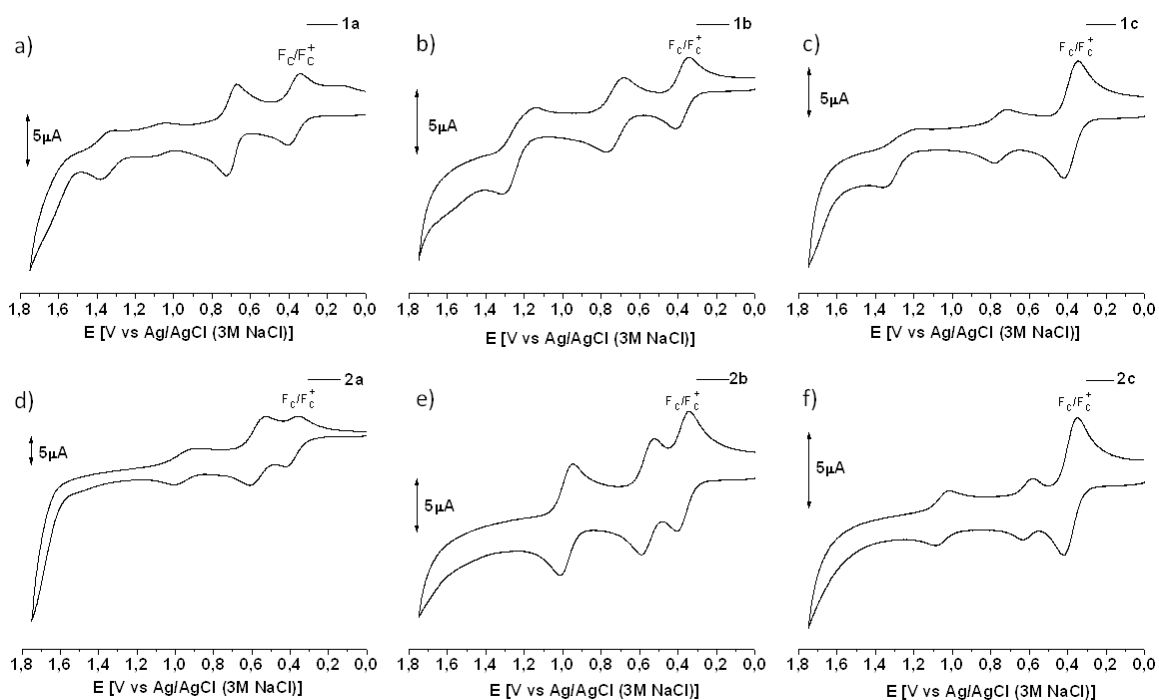 a)
1a
Fc/Fc+
5µA
1,8 1,6 1,4 1,2 1,0 0,8 0,6 0,4 0,2 0,0
E [V vs Ag/AgCl (3M NaCl)]
b)
1b
Fc/Fc+
5µA
1,8 1,6 1,4 1,2 1,0 0,8 0,6 0,4 0,2 0,0
E [V vs Ag/AgCl (3M NaCl)]
c)
1c
Fc/Fc+
5µA
1,8 1,6 1,4 1,2 1,0 0,8 0,6 0,4 0,2 0,0
E [V vs Ag/AgCl (3M NaCl)]
d)
2a
Fc/Fc+
5µA
1,8 1,6 1,4 1,2 1,0 0,8 0,6 0,4 0,2 0,0
E [V vs Ag/AgCl (3M NaCl)]
e)
2b
Fc/Fc+
5µA
1,8 1,6 1,4 1,2 1,0 0,8 0,6 0,4 0,2 0,0
E [V vs Ag/AgCl (3M NaCl)]
f)
2c
Fc/Fc+
5µA
1,8 1,6 1,4 1,2 1,0 0,8 0,6 0,4 0,2 0,0
E [V vs Ag/AgCl (3M NaCl)]